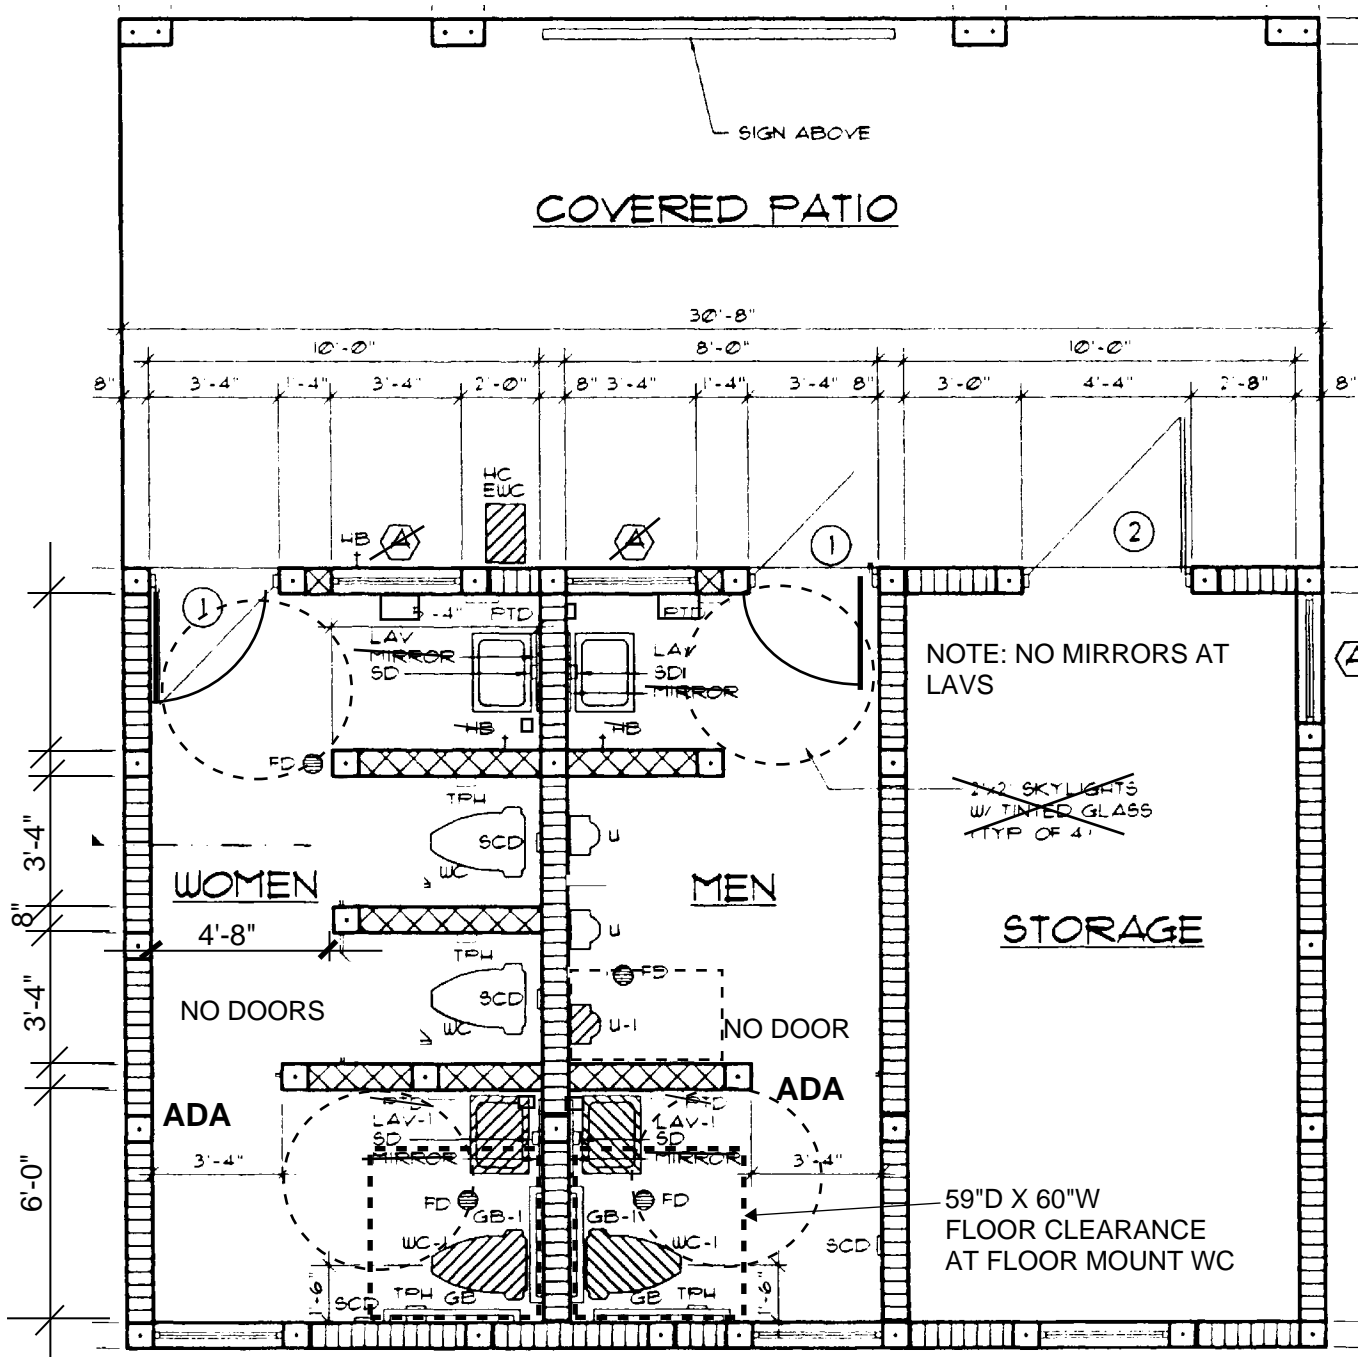 SIGN ABOVE
COVERED PATIO
30'-8"
10'-0"
8'-0"
10'-0"
8"
3'-4"
1'-4"
3'-4"
2'-0"
8"
3'-4"
1'-4"
3'-4"
8"
3'-0"
4'-4"
2'-8"
8"
HC
EWC
HB
A
A
1
2
1
5'-4"
PTD
PTD
LAV
MIRROR
SD
LAV
SD
MIRROR
HB
HB
NOTE: NO MIRRORS AT
LAVS
A
FD
2'x2' SKYLIGHTS
W/ TINTED GLASS
(TYP OF 4)
TPH
SCD
WC
U
3'-4"
WOMEN
MEN
8"
4'-8"
U
STORAGE
TPH
SCD
WC
FD
U-1
3'-4"
NO DOORS
NO DOOR
ADA
ADA
LAV-1
SD
MIRROR
LAV-1
SD
MIRROR
3'-4"
3'-4"
6'-0"
FD
GB-1
GB-1
FD
WC-1
WC-1
59"D X 60"W
FLOOR CLEARANCE
AT FLOOR MOUNT WC
SCD
1'-6"
1'-6"
SCD
TPH
GB
GB
TPH